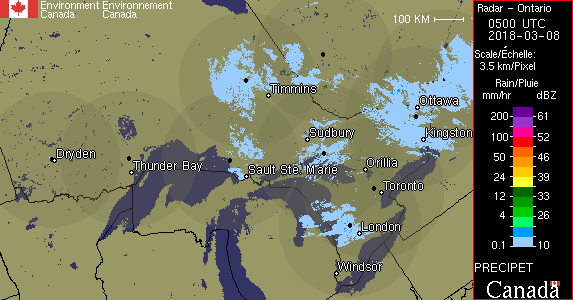 Environment Environnement
Canada Canada
100 KM
Timmins
Ottawa
Sudbury
Kingston
Dryden
Thunder Bay
Sault Ste. Marie
Orillia
Toronto
London
Windsor
Radar - Ontario
0500 UTC
2018-03-08
Scale/Échelle:
3.5 km/Pixel
Rain/Pluie
mm/hr dBZ
200 61
100 52
50 46
24 39
12 33
4 26
0.1 10
PRECIPET
Canada